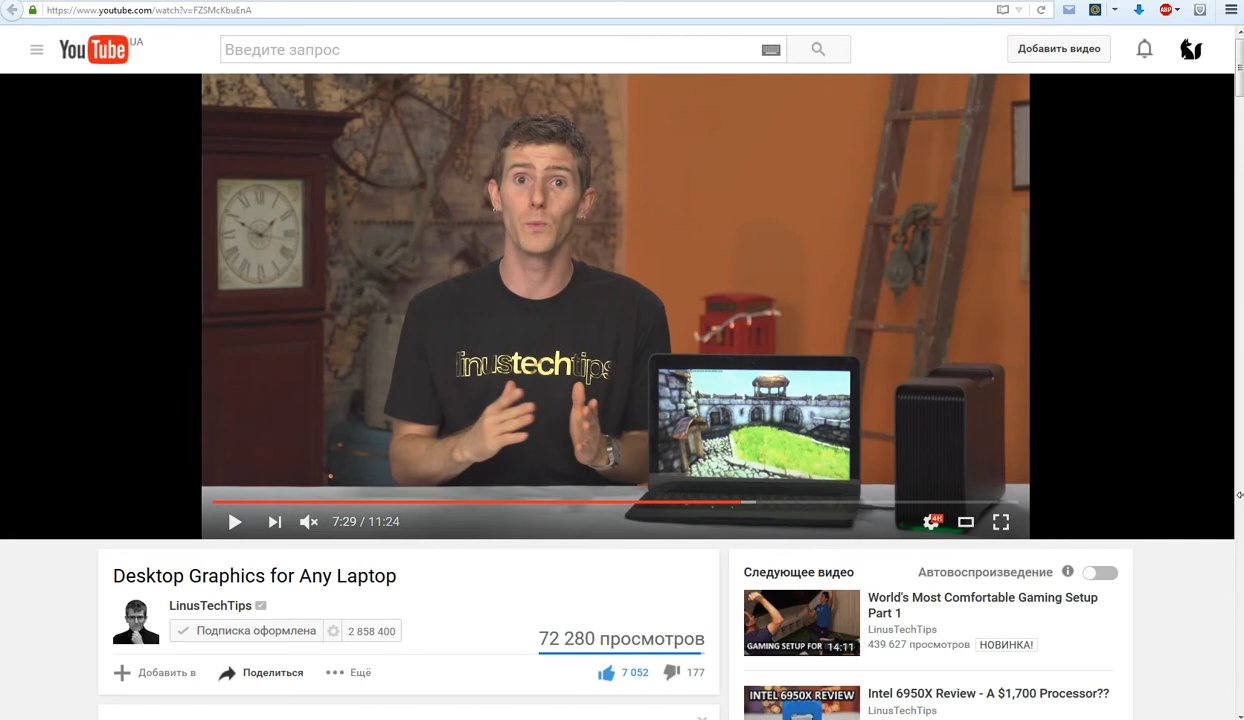 https://www.youtube.com/watch?v=FZSMcKbuEnA
ABP
YouTube UA
Введите запрос
Добавить видео
linustechtips
7:29 / 11:24
Desktop Graphics for Any Laptop
LinusTechTips
Подписка оформлена 2 858 400
72 280 просмотров
Добавить в
Поделиться
Ещё
7 052
177
Следующее видео
Автовоспроизведение
GAMING SETUP FOR
14:11
World's Most Comfortable Gaming Setup
Part 1
LinusTechTips
439 627 просмотров
НОВИНКА!
INTEL 6950X REVIEW
Intel 6950X Review - A $1,700 Processor??
LinusTechTips